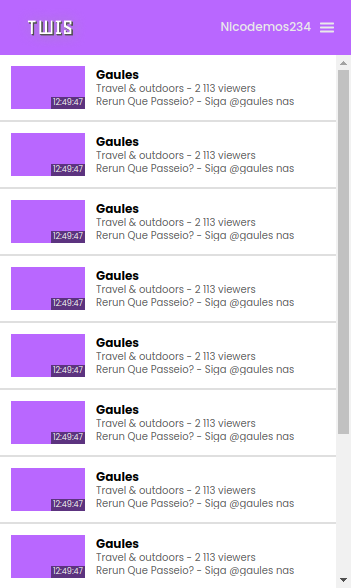 TWIS
NIcodemos234
Gaules
Travel & outdoors - 2 113 viewers
Rerun Que Passeio? - Siga @gaules nas
12:49:47
Gaules
Travel & outdoors - 2 113 viewers
Rerun Que Passeio? - Siga @gaules nas
12:49:47
Gaules
Travel & outdoors - 2 113 viewers
Rerun Que Passeio? - Siga @gaules nas
12:49:47
Gaules
Travel & outdoors - 2 113 viewers
Rerun Que Passeio? - Siga @gaules nas
12:49:47
Gaules
Travel & outdoors - 2 113 viewers
Rerun Que Passeio? - Siga @gaules nas
12:49:47
Gaules
Travel & outdoors - 2 113 viewers
Rerun Que Passeio? - Siga @gaules nas
12:49:47
Gaules
Travel & outdoors - 2 113 viewers
Rerun Que Passeio? - Siga @gaules nas
12:49:47
Gaules
Travel & outdoors - 2 113 viewers
Rerun Que Passeio? - Siga @gaules nas
12:49:47